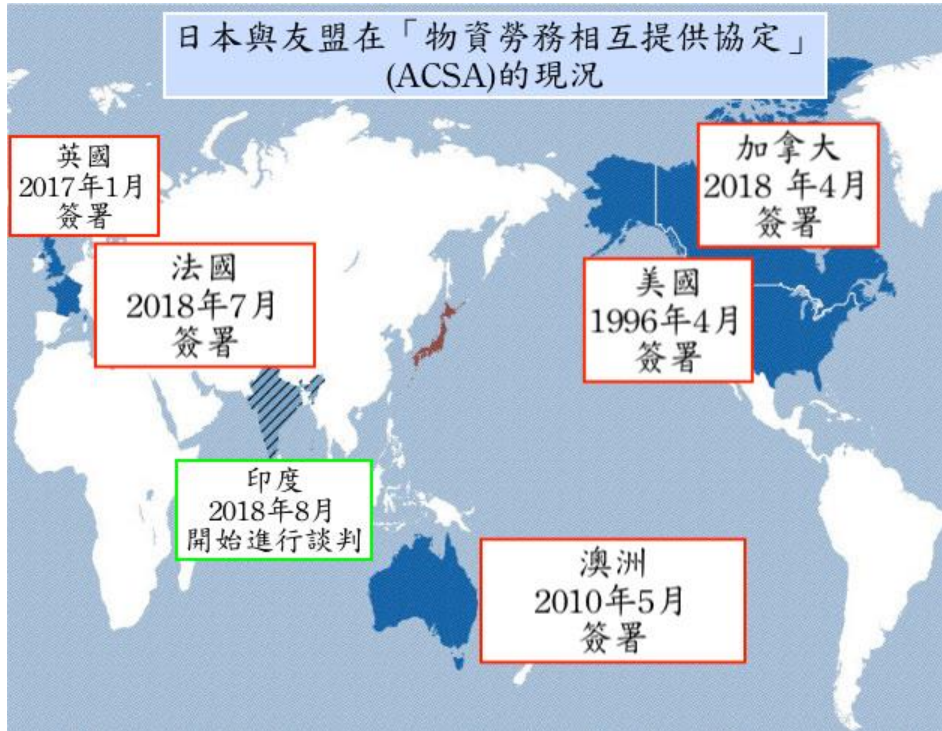 日本與友盟在「物資勞務相互提供協定」
(ACSA)的現況
英國
2017年1月
簽署
法國
2018年7月
簽署
加拿大
2018 年4月
簽署
美國
1996年4月
簽署
印度
2018年8月
開始進行談判
澳洲
2010年5月
簽署